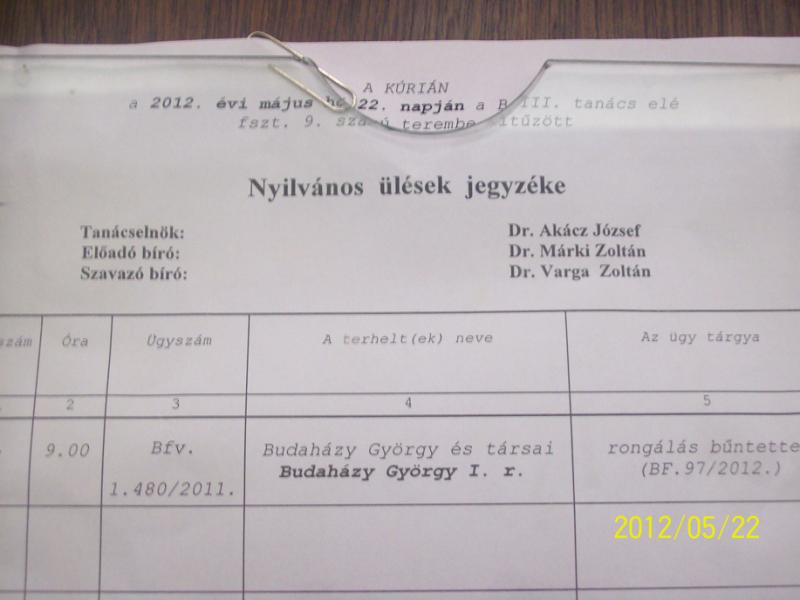 A KÚRIÁN
a 2012. évi május hó 22. napján a B.III. tanács elé
fszt. 9. számú terembe kitűzött
Nyilvános ülések jegyzéke
Tanácselnök: Dr. Akácz József
Előadó bíró: Dr. Márki Zoltán
Szavazó bíró: Dr. Varga Zoltán
szám Óra Ügyszám A terhelt(ek) neve Az ügy tárgya
2 3 4 5
9.00 Bfv. Budaházy György és társai rongálás bűntette
1.480/2011. Budaházy György I. r. (BF.97/2012.)
2012/05/22